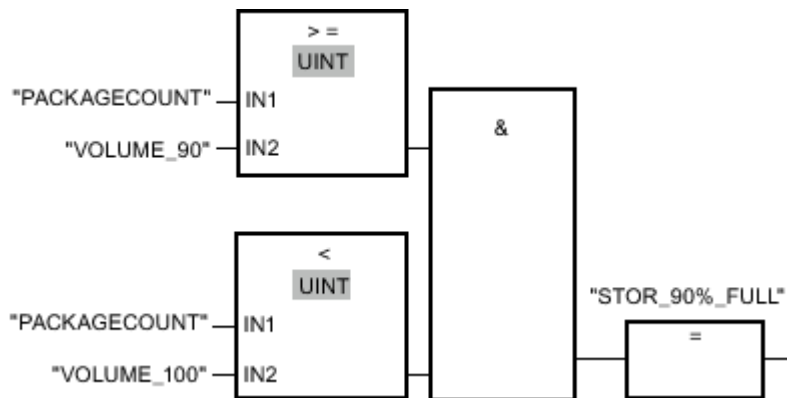 >=
UINT
"PACKAGECOUNT" IN1
"VOLUME_90" IN2
&
<
UINT
"STOR_90%_FULL"
"PACKAGECOUNT" IN1
=
"VOLUME_100" IN2